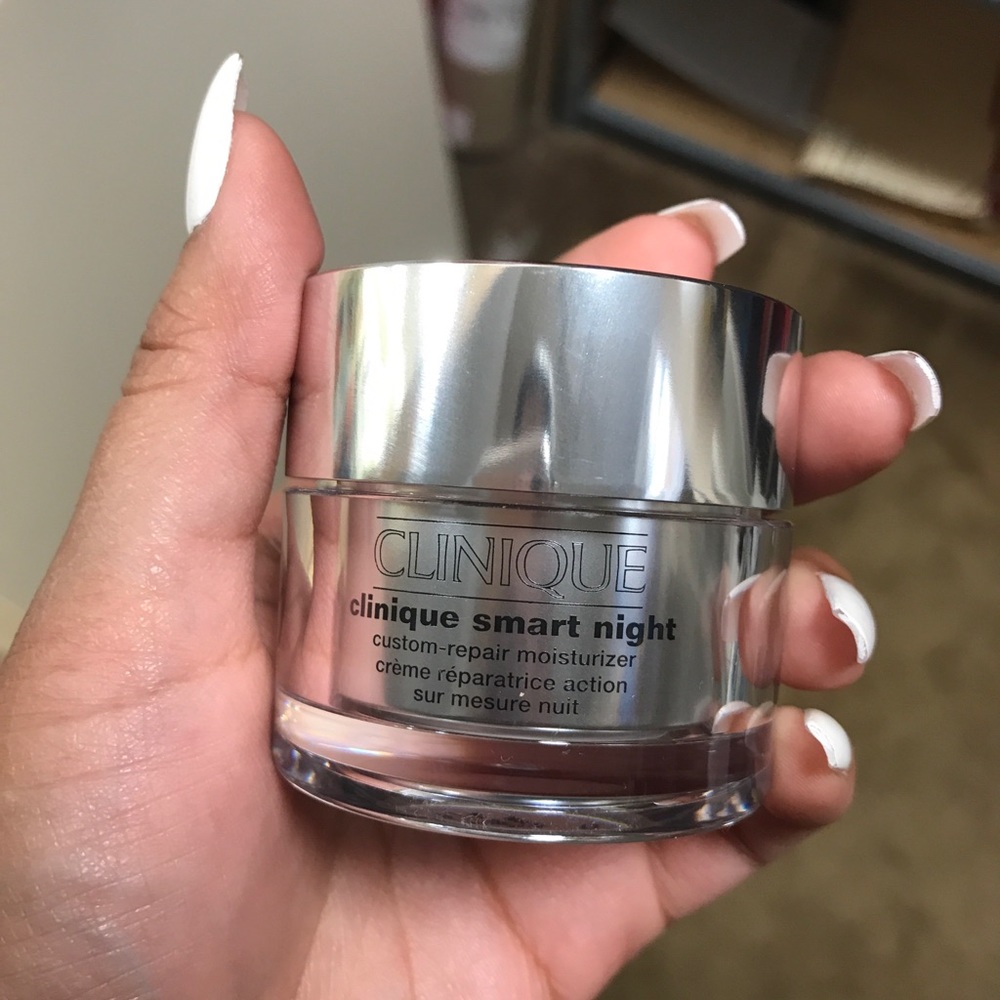 CLINIQUE
clinique smart night
custom-repair moisturizer
crème réparatrice action
sur mesure nuit